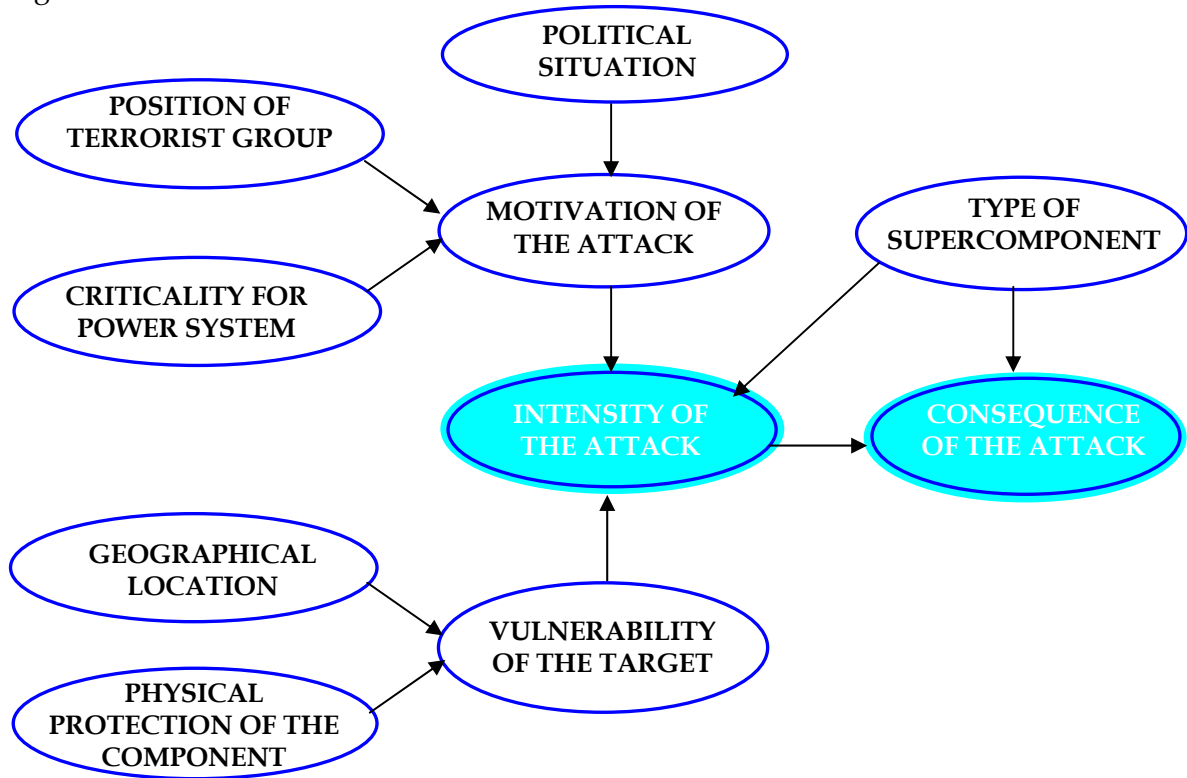 POLITICAL
SITUATION
POSITION OF
TERRORIST GROUP
MOTIVATION OF
THE ATTACK
TYPE OF
SUPERCOMPONENT
CRITICALITY FOR
POWER SYSTEM
INTENSITY OF
THE ATTACK
CONSEQUENCE
OF THE ATTACK
GEOGRAPHICAL
LOCATION
VULNERABILITY
OF THE TARGET
PHYSICAL
PROTECTION OF THE
COMPONENT